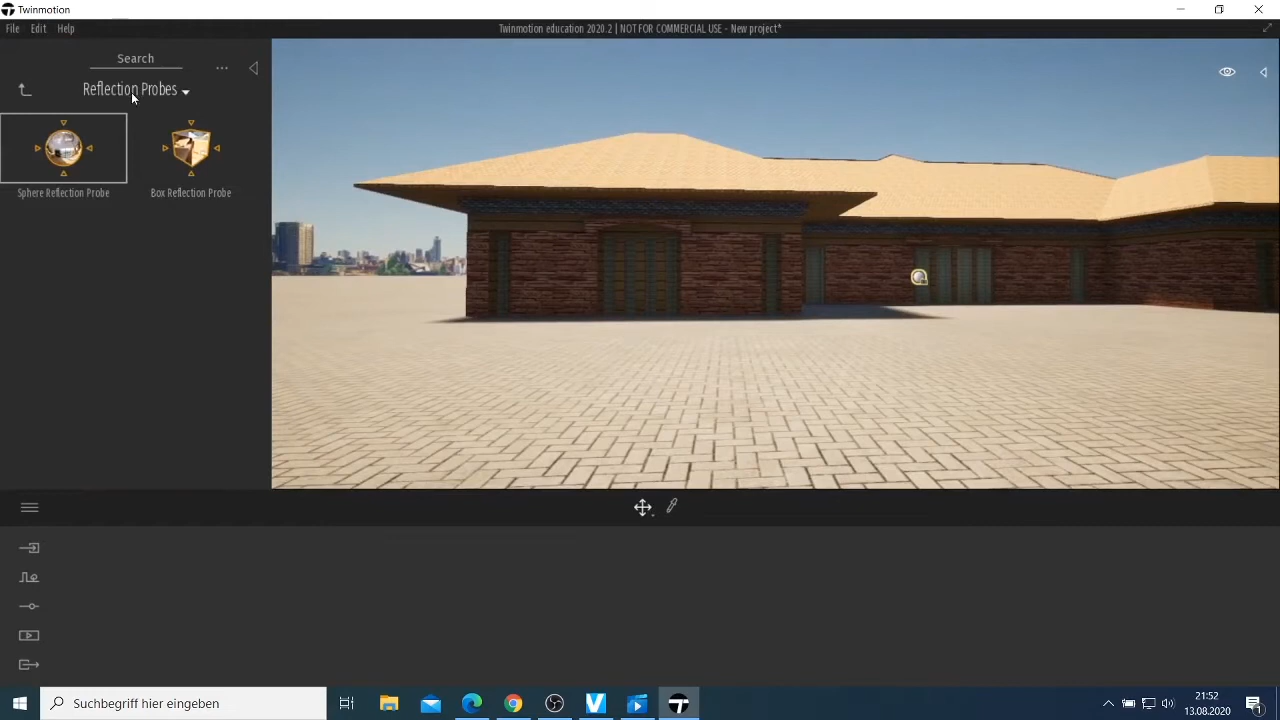 Twinmotion
File Edit Help
Twinmotion education 2020.2 | NOT FOR COMMERCIAL USE - New project*
Search
...
Reflection Probes
Sphere Reflection Probe
Box Reflection Probe
Suchbegriff hier eingeben
21:52
13.08.2020
1